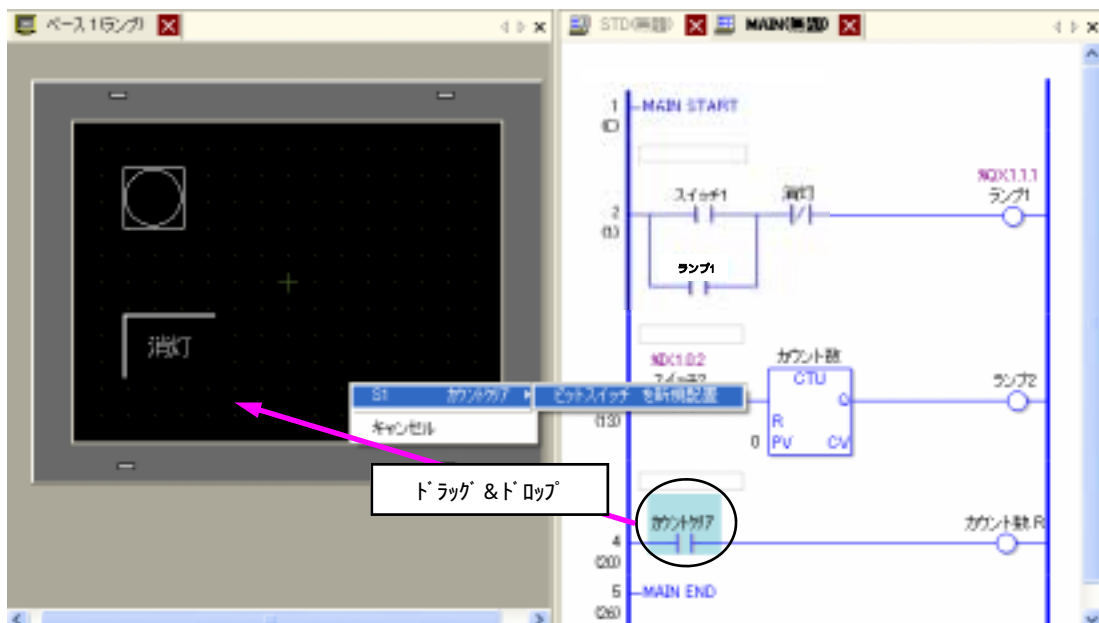 ベース1(ランプ)
STD(無題)
MAIN(無題)
消灯
S1 カウントクリア
ビットスイッチ を新規配置
キャンセル
ドラッグ&ドロップ
1
MAIN START
スイッチ1
消灯
%QX1.1.1
ランプ1
2
(1)
ランプ1
%IX1.0.2
スイッチ2
カウント数
CTU
Q
R
0
PV
CV
ランプ2
(13)
カウントクリア
カウント数.R
4
(20)
5
MAIN END
(26)